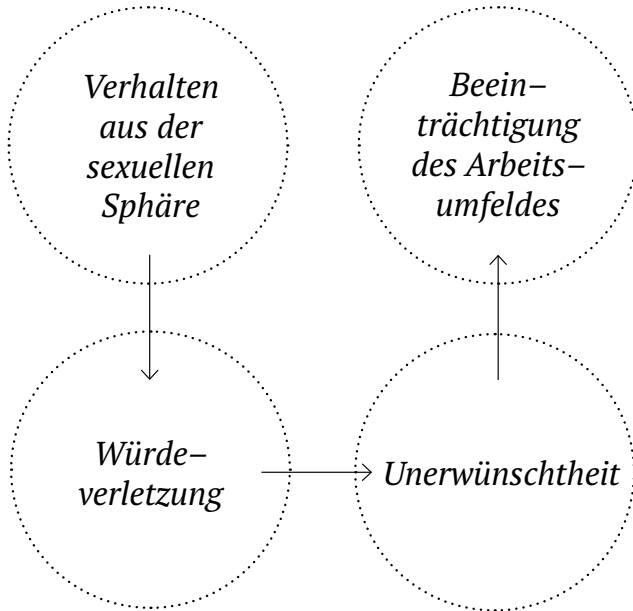 Verhalten
aus der
sexuellen
Sphäre
Würde–
verletzung
Unerwünschtheit
Beein–
trächtigung
des Arbeits–
umfeldes